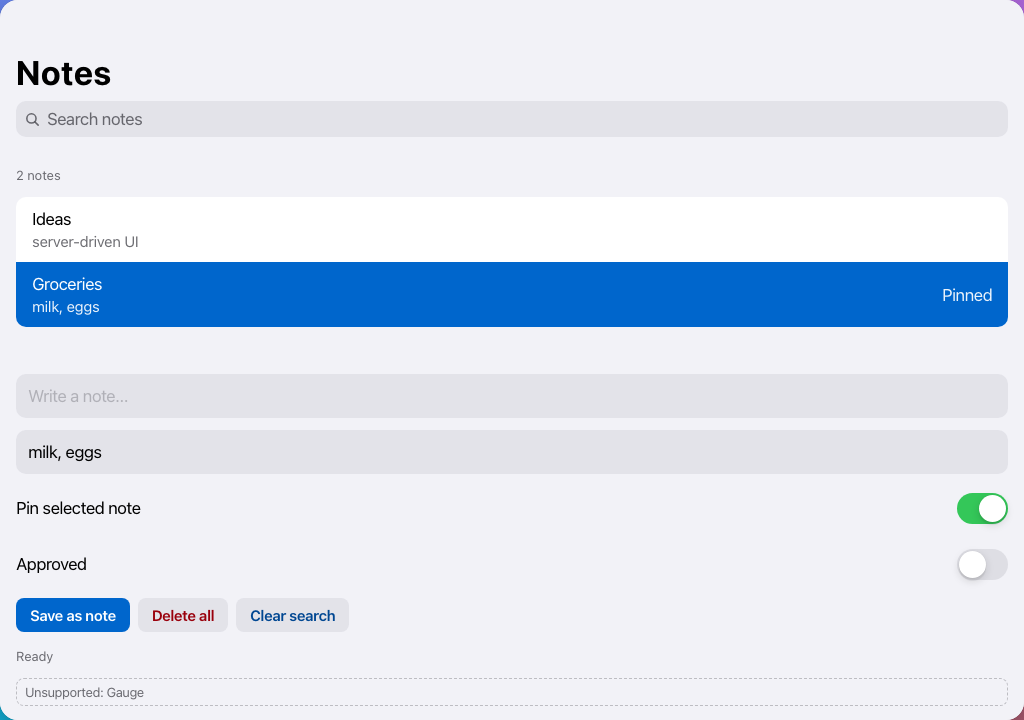 Notes
Search notes
2 notes
Ideas
server-driven UI
Groceries
milk, eggs
Pinned
Write a note...
milk, eggs
Pin selected note
Approved
Save as note Delete all Clear search
Ready
Unsupported: Gauge